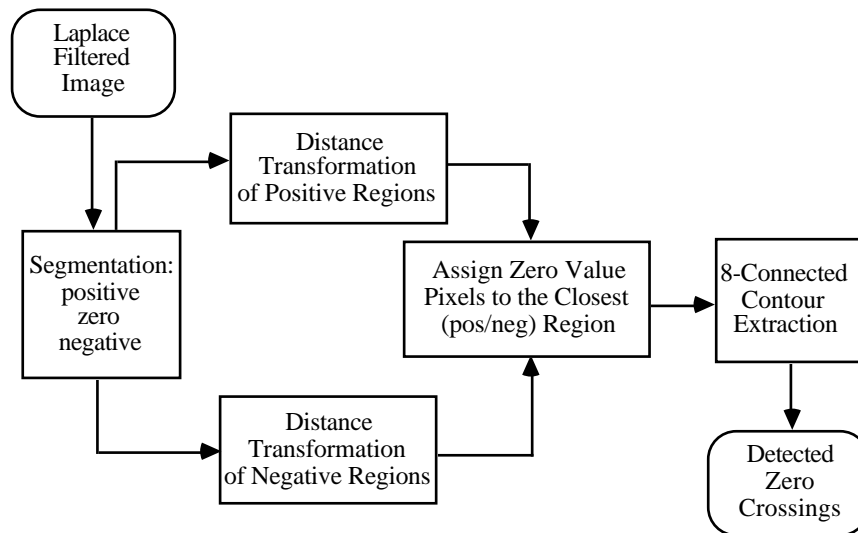 Laplace
Filtered
Image
Distance
Transformation
of Positive Regions
Segmentation:
positive
zero
negative
Assign Zero Value
Pixels to the Closest
(pos/neg) Region
8-Connected
Contour
Extraction
Distance
Transformation
of Negative Regions
Detected
Zero
Crossings